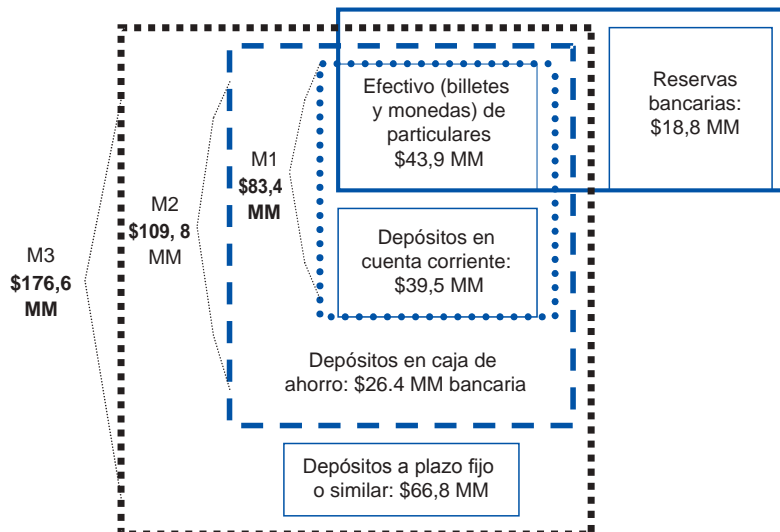 Efectivo (billetes
y monedas) de
particulares
$43,9 MM
Reservas
bancarias:
$18,8 MM
M1
$83,4
MM
M2
$109, 8
MM
M3
$176,6
MM
Depósitos en
cuenta corriente:
$39,5 MM
Depósitos en caja de
ahorro: $26.4 MM bancaria
Depósitos a plazo fijo
o similar: $66,8 MM